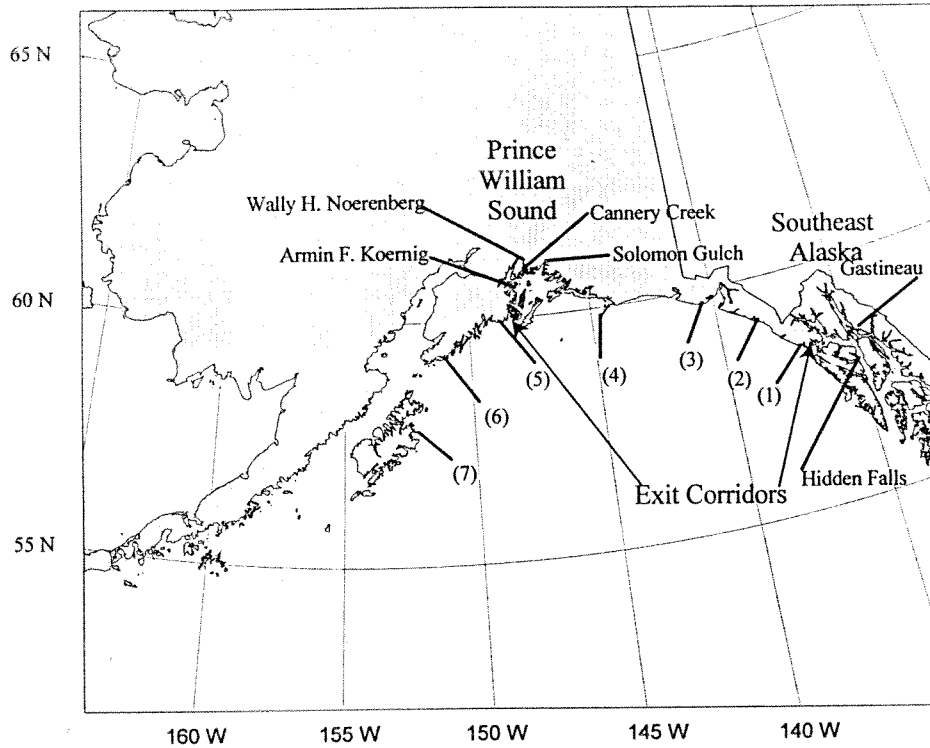 65 N
Prince
William
Sound
Wally H. Noerenberg
Cannery Creek
Southeast
Alaska
Armin F. Koernig
Solomon Gulch
Gastineau
60 N
(3)
(4)
(2)
(5)
(1)
(6)
(7)
Exit Corridors
Hidden Falls
55 N
160 W
155 W
150 W
145 W
140 W